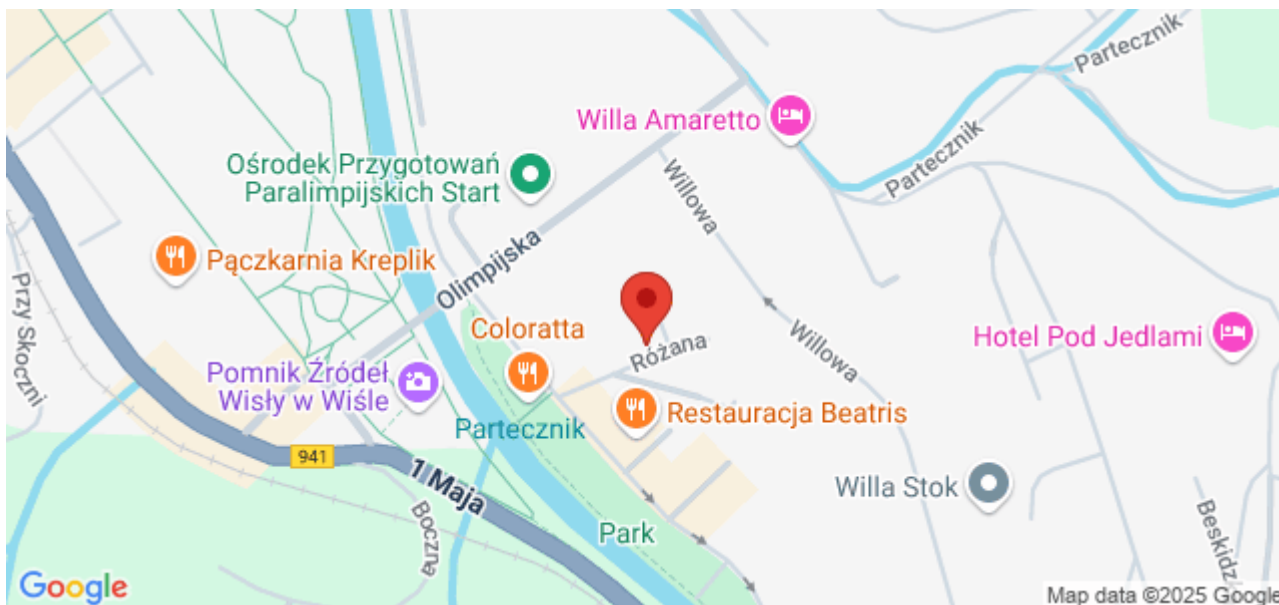 Partecznik
Willa Amaretto
Partecznik
Ośrodek Przygotowań
Paralimpijskich Start
Willowa
Olimpijska
Pączkarnia Kreplik
Przy Skoczni
Coloratta
Różana
Willowa
Hotel Pod Jedlami
Pomnik Źródeł
Wisły w Wiśle
Restauracja Beatris
Partecznik
941
1 Maja
Willa Stok
Boczna
Park
Beskidz
Google
Map data ©2025 Google